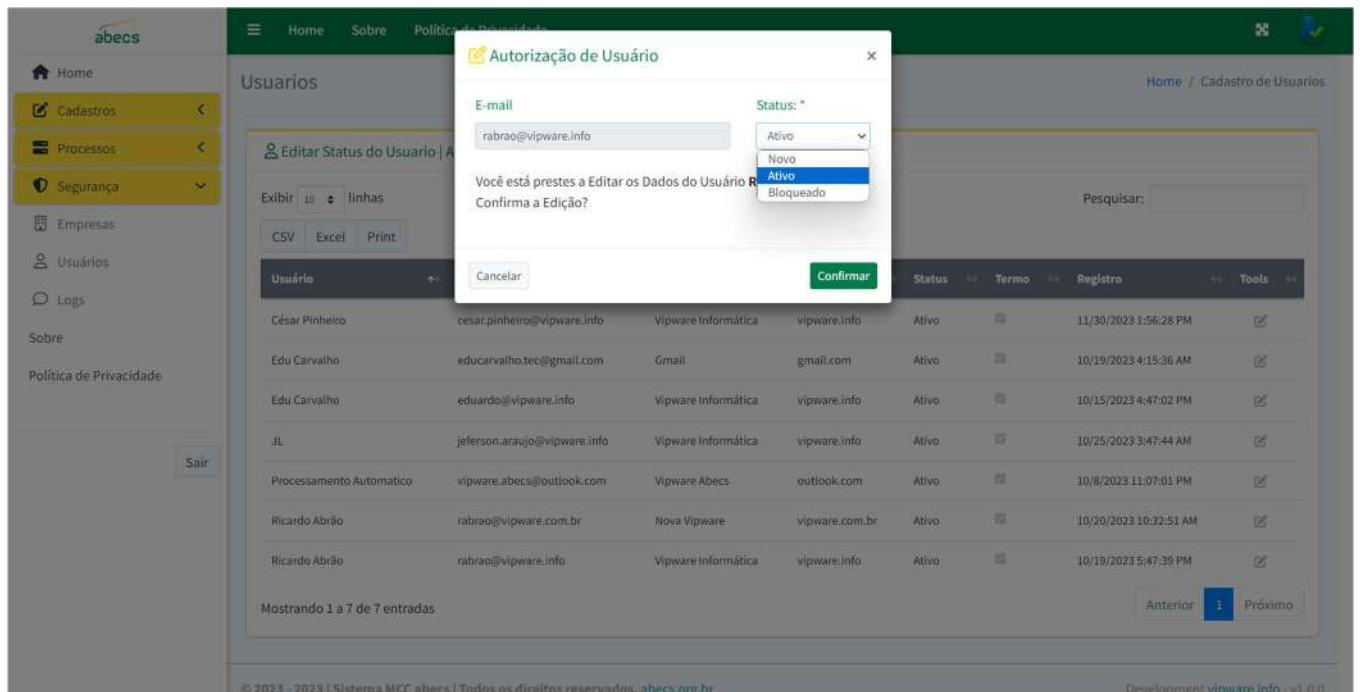 abecs
Home
Cadastros
Processos
Segurança
Empresas
Usuários
Logs
Sobre
Política de Privacidade
Sair
Home Sobre Política de Privacidade
Usuarios
Home / Cadastro de Usuarios
Autorização de Usuário ×
E-mail Status: *
rabrao@vipware.info Ativo
Novo
Ativo
Bloqueado
Você está prestes a Editar os Dados do Usuário R
Confirma a Edição?
Cancelar Confirmar
Editar Status do Usuario | A
Exibir 10 linhas
Pesquisar:
CSV Excel Print
Usuário Status Termo Registro Tools
César Pinheiro cesar.pinheiro@vipware.info Vipware Informática vipware.info Ativo 11/30/2023 1:56:28 PM
Edu Carvalho educarvalho.tec@gmail.com Gmail gmail.com Ativo 10/19/2023 4:15:36 AM
Edu Carvalho eduardo@vipware.info Vipware Informática vipware.info Ativo 10/15/2023 4:47:02 PM
JL jeferson.araujo@vipware.info Vipware Informática vipware.info Ativo 10/25/2023 3:47:44 AM
Processamento Automatico vipware.abecs@outlook.com Vipware Abecs outlook.com Ativo 10/8/2023 11:07:01 PM
Ricardo Abrão rabrao@vipware.com.br Nova Vipware vipware.com.br Ativo 10/20/2023 10:32:51 AM
Ricardo Abrão rabrao@vipware.info Vipware Informática vipware.info Ativo 10/19/2023 5:47:39 PM
Mostrando 1 a 7 de 7 entradas
Anterior 1 Próximo
© 2023 - 2023 | Sistema MCC abecs | Todos os direitos reservados. abecs.org.br
Development vipware.info - v1.0.0